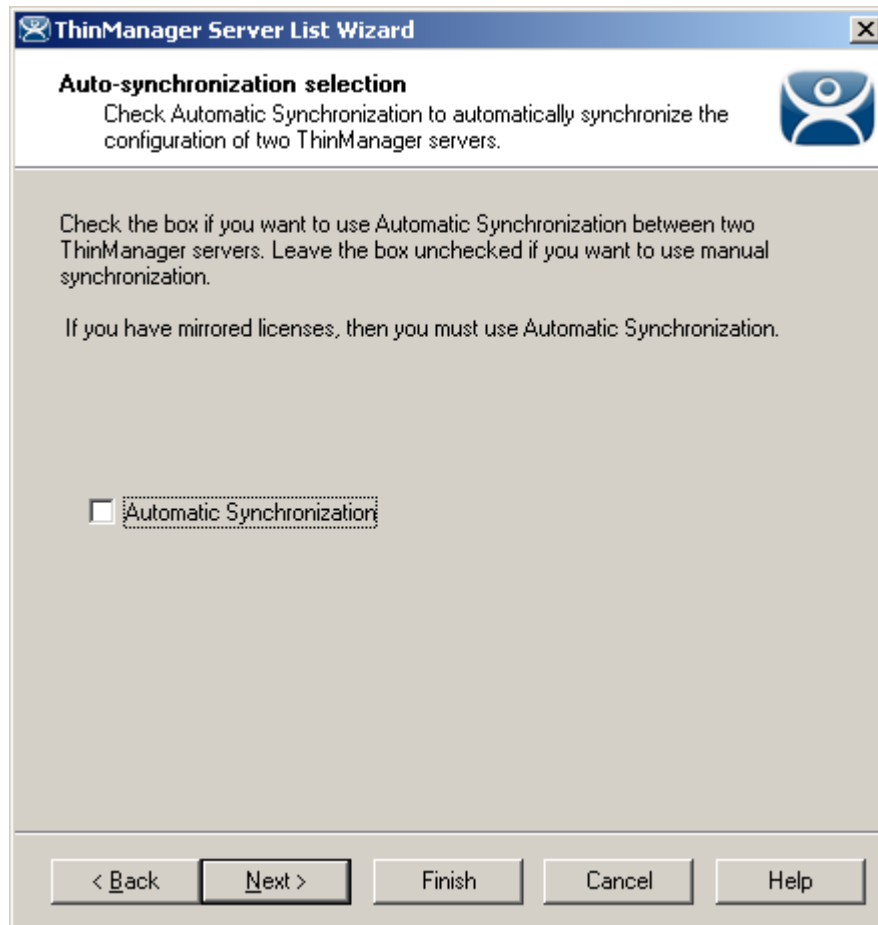 ThinManager Server List Wizard
Auto-synchronization selection
Check Automatic Synchronization to automatically synchronize the
configuration of two ThinManager servers.
Check the box if you want to use Automatic Synchronization between two
ThinManager servers. Leave the box unchecked if you want to use manual
synchronization.
If you have mirrored licenses, then you must use Automatic Synchronization.
Automatic Synchronization
< Back Next > Finish Cancel Help